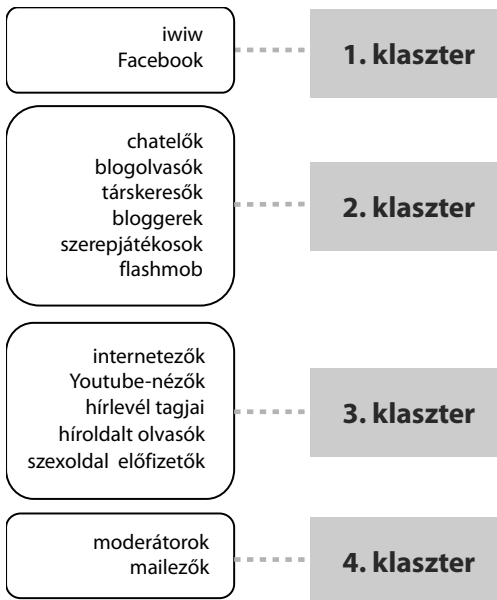 iwiw
Facebook
1. klaszter
chatelők
blogolvasók
társkeresők
bloggerek
szerepjátékosok
flashmob
2. klaszter
internetezők
Youtube-nézők
hírlevél tagjai
híroldalt olvasók
szexoldal előfizetők
3. klaszter
moderátorok
mailezők
4. klaszter